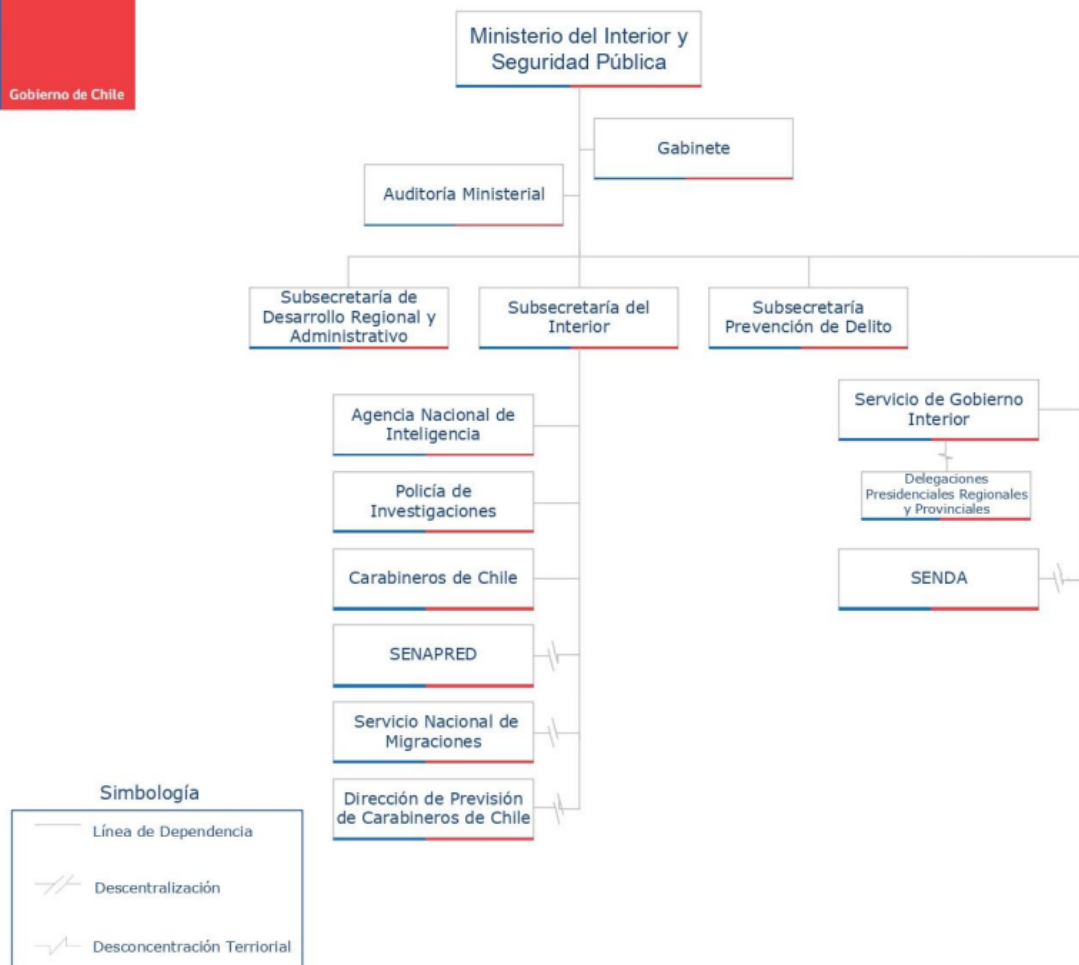 Gobierno de Chile
Ministerio del Interior y
Seguridad Pública
Gabinete
Auditoría Ministerial
Subsecretaría de
Desarrollo Regional y
Administrativo
Subsecretaría del
Interior
Subsecretaría
Prevención de Delito
Agencia Nacional de
Inteligencia
Policía de
Investigaciones
Carabineros de Chile
SENAPRED
Servicio Nacional de
Migraciones
Dirección de Previsión
de Carabineros de Chile
Servicio de Gobierno
Interior
Delegaciones
Presidenciales Regionales
y Provinciales
SENDA
Simbología
Línea de Dependencia
Descentralización
Desconcentración Terriorial